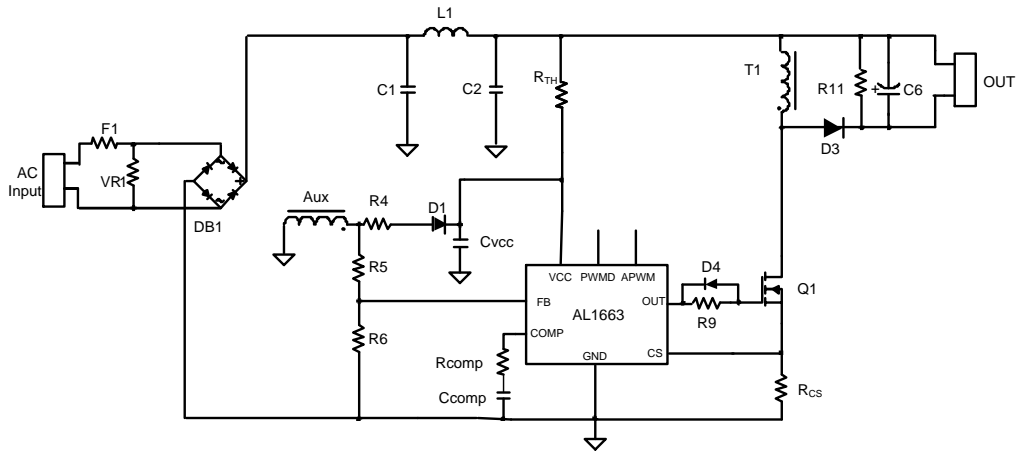 L1
RTH
T1
C1
C2
R11
+
C6
OUT
F1
D3
AC
Input
VR1
DB1
Aux
R4
D1
Cvcc
R5
VCC
PWMD
APWM
D4
FB
OUT
Q1
AL1663
R9
R6
COMP
Rcomp
GND
CS
Ccomp
RCS